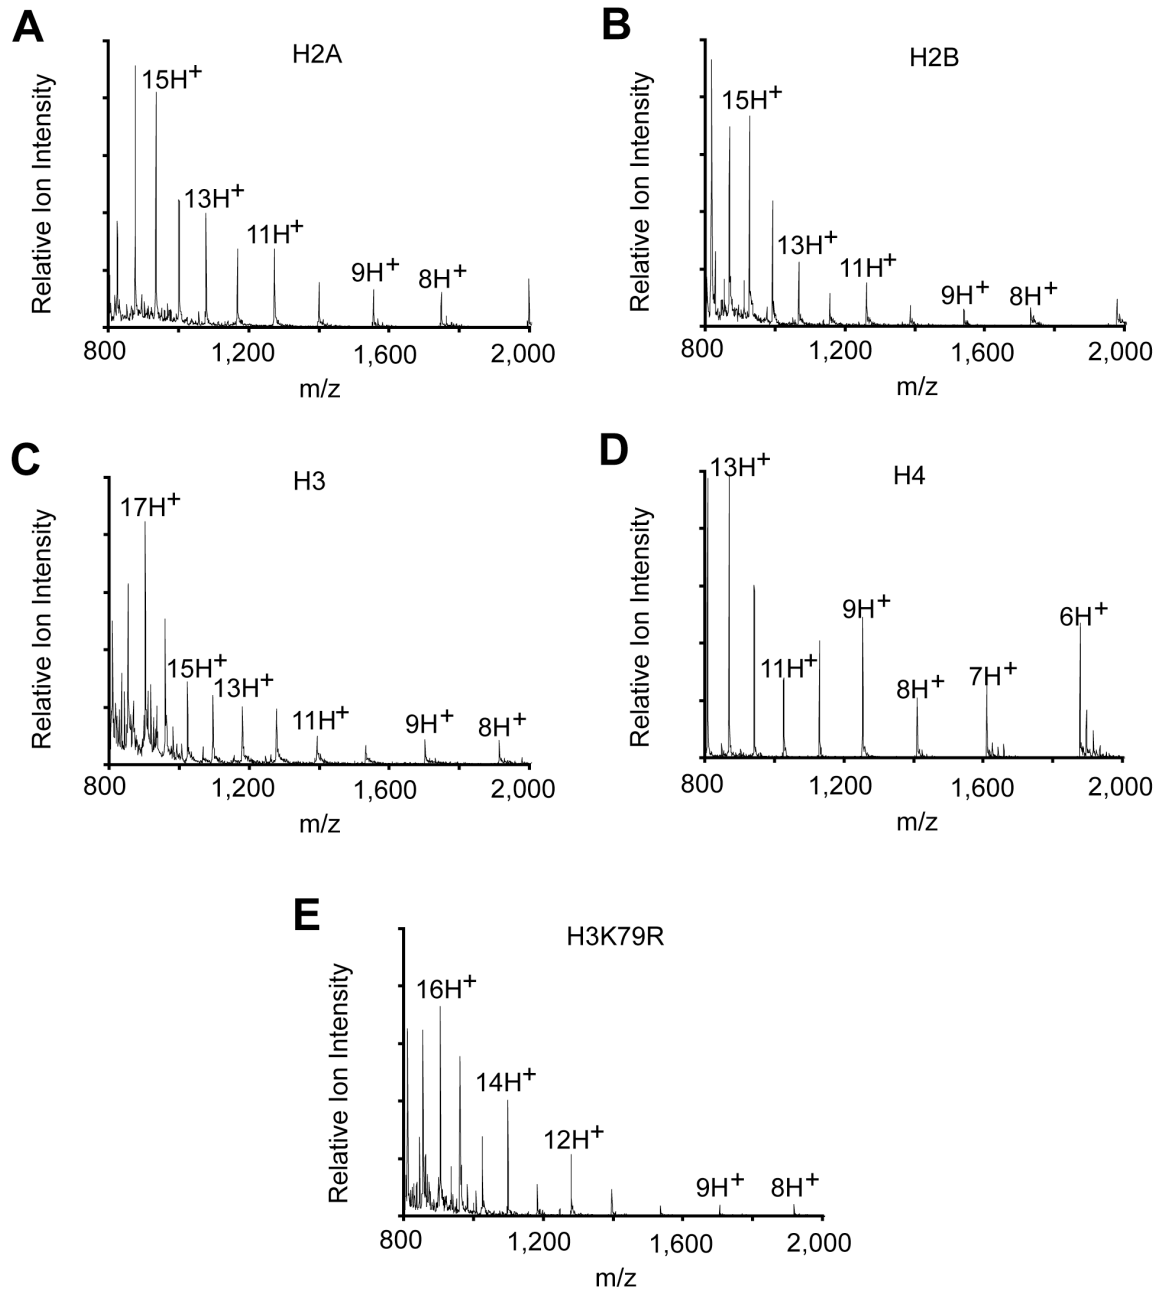 A
H2A
Relative Ion Intensity
15H+
13H+
11H+
9H+
8H+
800
1,200
1,600
2,000
m/z
B
H2B
Relative Ion Intensity
15H+
13H+
11H+
9H+
8H+
800
1,200
1,600
2,000
m/z
C
H3
Relative Ion Intensity
17H+
15H+
13H+
11H+
9H+
8H+
800
1,200
1,600
2,000
m/z
D
H4
Relative Ion Intensity
13H+
11H+
9H+
8H+
7H+
6H+
800
1,200
1,600
2,000
m/z
E
H3K79R
Relative Ion Intensity
16H+
14H+
12H+
9H+
8H+
800
1,200
1,600
2,000
m/z